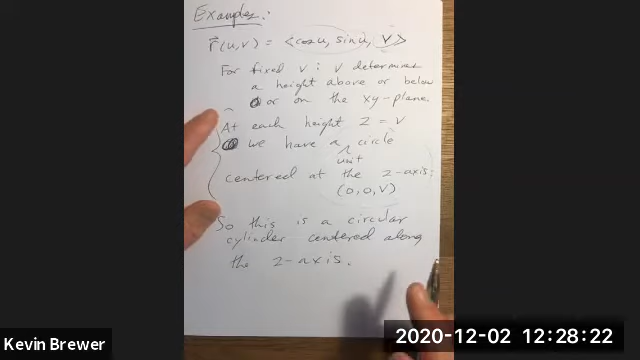 Examples:
r(u,v) = <cos u, sin u, v>
For fixed v: v determines
a height above or below
or on the xy-plane
At each height z = v
we have a unit circle
centered at the z-axis:
(0,0,v)
So this is a circular
cylinder centered along
the z-axis.
Kevin Brewer
2020-12-02 12:28:22